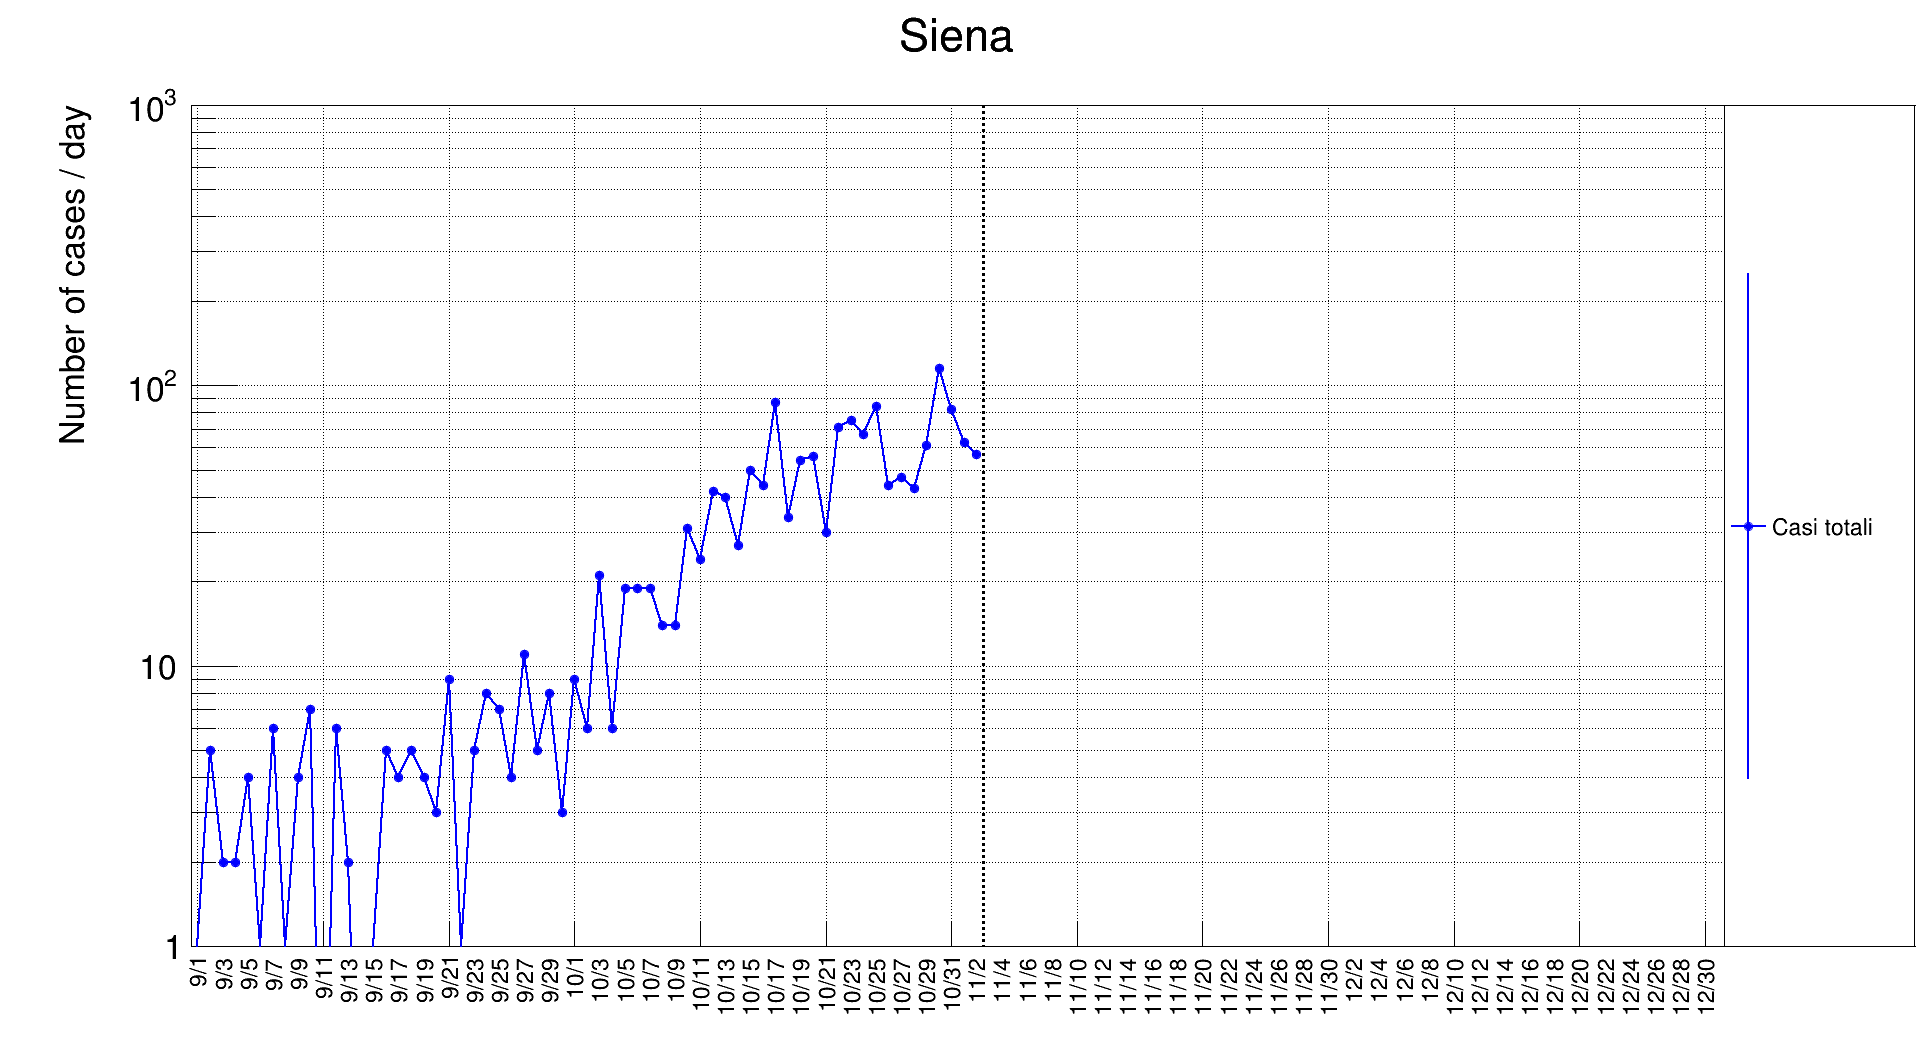 Siena
Number of cases / day
10³
10²
10
1
9/1 9/3 9/5 9/7 9/9 9/11 9/13 9/15 9/17 9/19 9/21 9/23 9/25 9/27 9/29 10/1 10/3 10/5 10/7 10/9 10/11 10/13 10/15 10/17 10/19 10/21 10/23 10/25 10/27 10/29 10/31 11/2 11/4 11/6 11/8 11/10 11/12 11/14 11/16 11/18 11/20 11/22 11/24 11/26 11/28 11/30 12/2 12/4 12/6 12/8 12/10 12/12 12/14 12/16 12/18 12/20 12/22 12/24 12/26 12/28 12/30
Casi totali